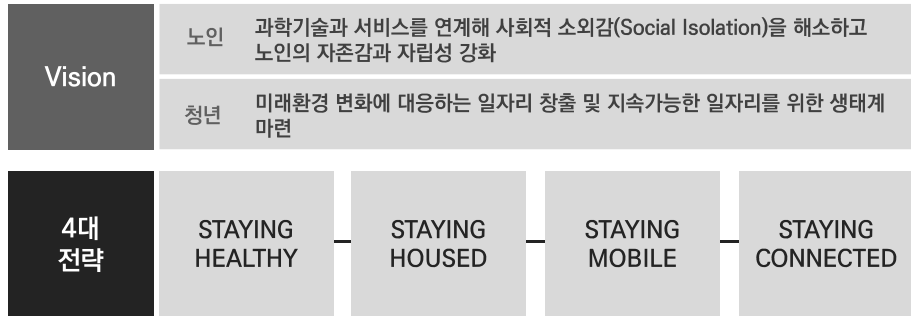 Vision
노인
과학기술과 서비스를 연계해 사회적 소외감(Social Isolation)을 해소하고
노인의 자존감과 자립성 강화
청년
미래환경 변화에 대응하는 일자리 창출 및 지속가능한 일자리를 위한 생태계
마련
4대
전략
STAYING
HEALTHY
STAYING
HOUSED
STAYING
MOBILE
STAYING
CONNECTED